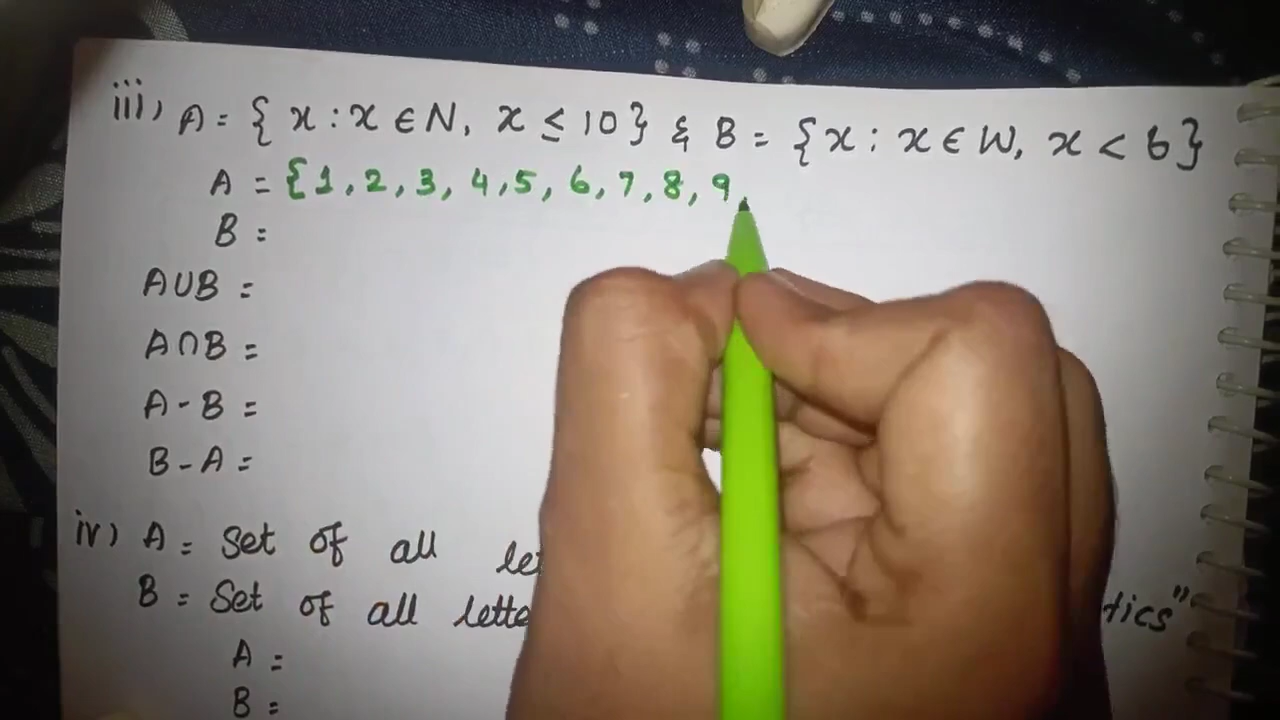 iii) A = { x : x ∈ N, x ≤ 10} & B = {x : x ∈ W, x < 6}
A = {1, 2, 3, 4, 5, 6, 7, 8, 9,
B =
A∪B =
A∩B =
A - B =
B - A =
iv) A = Set of all
B = Set of all
A =
B =